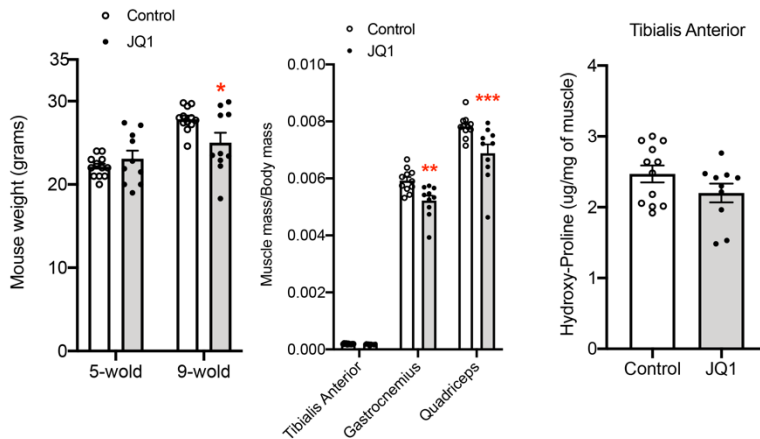 Control
JQ1
Mouse weight (grams)
35
30
20
10
0
*
5-wold
9-wold
Control
JQ1
Muscle mass/Body mass
0.010
0.008
0.006
0.004
0.002
0.000
**
***
Tibialis Anterior
Gastrocnemius
Quadriceps
Tibialis Anterior
Hydroxy-Proline (ug/mg of muscle)
4
3
2
1
0
Control
JQ1